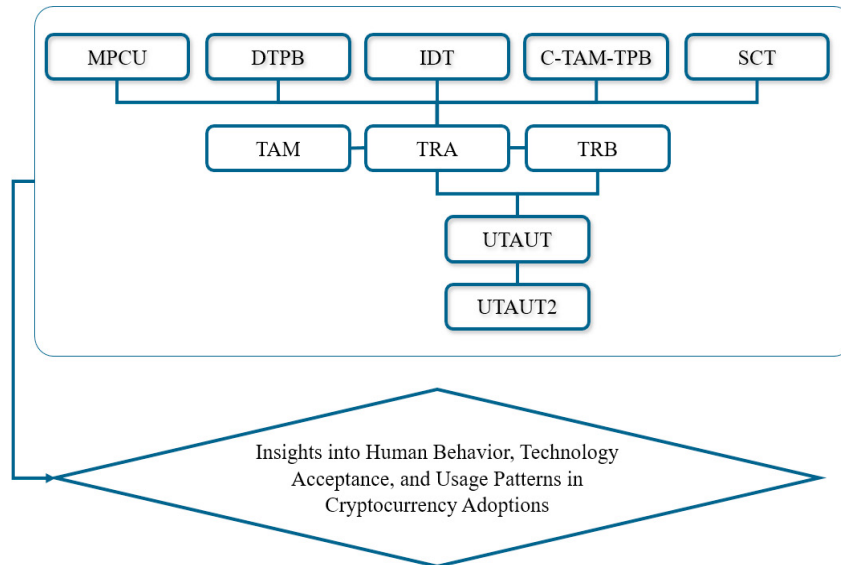 MPCU
DTPB
IDT
C-TAM-TPB
SCT
TAM
TRA
TRB
UTAUT
UTAUT2
Insights into Human Behavior, Technology
Acceptance, and Usage Patterns in
Cryptocurrency Adoptions